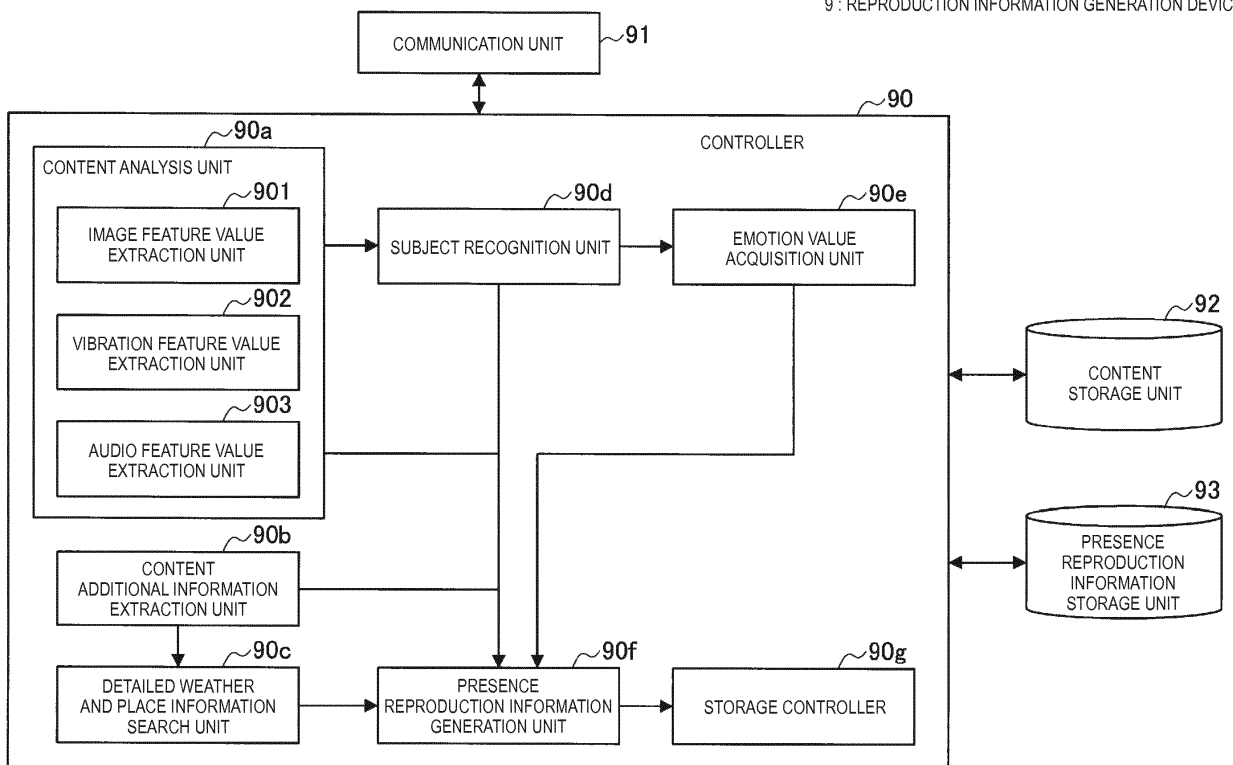 9 : REPRODUCTION INFORMATION GENERATION DEVIC
COMMUNICATION UNIT
91
90
CONTROLLER
90a
CONTENT ANALYSIS UNIT
901
IMAGE FEATURE VALUE
EXTRACTION UNIT
902
VIBRATION FEATURE VALUE
EXTRACTION UNIT
903
AUDIO FEATURE VALUE
EXTRACTION UNIT
90d
SUBJECT RECOGNITION UNIT
90e
EMOTION VALUE
ACQUISITION UNIT
92
CONTENT
STORAGE UNIT
93
PRESENCE
REPRODUCTION
INFORMATION
STORAGE UNIT
90b
CONTENT
ADDITIONAL INFORMATION
EXTRACTION UNIT
90c
DETAILED WEATHER
AND PLACE INFORMATION
SEARCH UNIT
90f
PRESENCE
REPRODUCTION INFORMATION
GENERATION UNIT
90g
STORAGE CONTROLLER